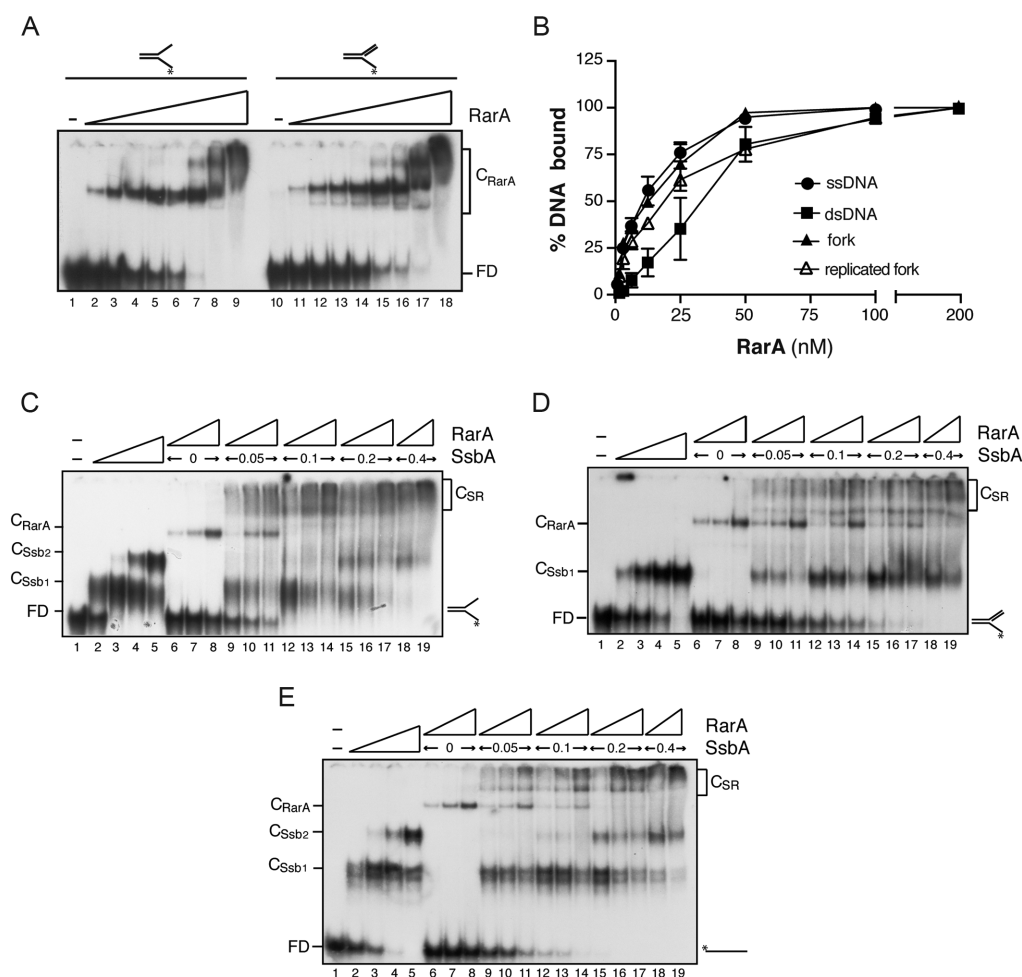 A
*
*
–
–
RarA
CRarA
FD
1 2 3 4 5 6 7 8 9 10 11 12 13 14 15 16 17 18
B
125
100
75
50
25
0
% DNA bound
ssDNA
dsDNA
fork
replicated fork
0 25 50 75 100 200
RarA (nM)
C
–
RarA
–
0 0.05 0.1 0.2 0.4
SsbA
CSR
CRarA
CSsb2
CSsb1
FD
*
1 2 3 4 5 6 7 8 9 10 11 12 13 14 15 16 17 18 19
D
–
RarA
–
0 0.05 0.1 0.2 0.4
SsbA
CSR
CRarA
CSsb1
FD
*
1 2 3 4 5 6 7 8 9 10 11 12 13 14 15 16 17 18 19
E
–
RarA
–
0 0.05 0.1 0.2 0.4
SsbA
CSR
CRarA
CSsb2
CSsb1
FD
*
1 2 3 4 5 6 7 8 9 10 11 12 13 14 15 16 17 18 19